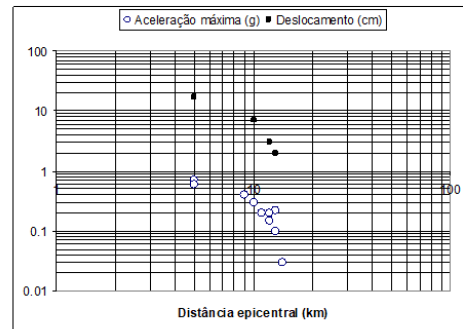 Aceleração máxima (g) Deslocamento (cm)
100
10
1
1 10 100
0.1
0.01
Distância epicentral (km)